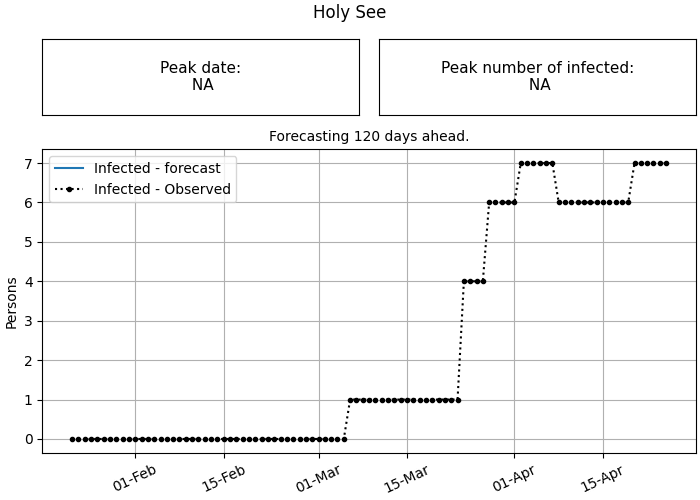 Holy See
Peak date:
NA
Peak number of infected:
NA
Forecasting 120 days ahead.
Infected - forecast
Infected - Observed
Persons
7
6
5
4
3
2
1
0
01-Feb
15-Feb
01-Mar
15-Mar
01-Apr
15-Apr